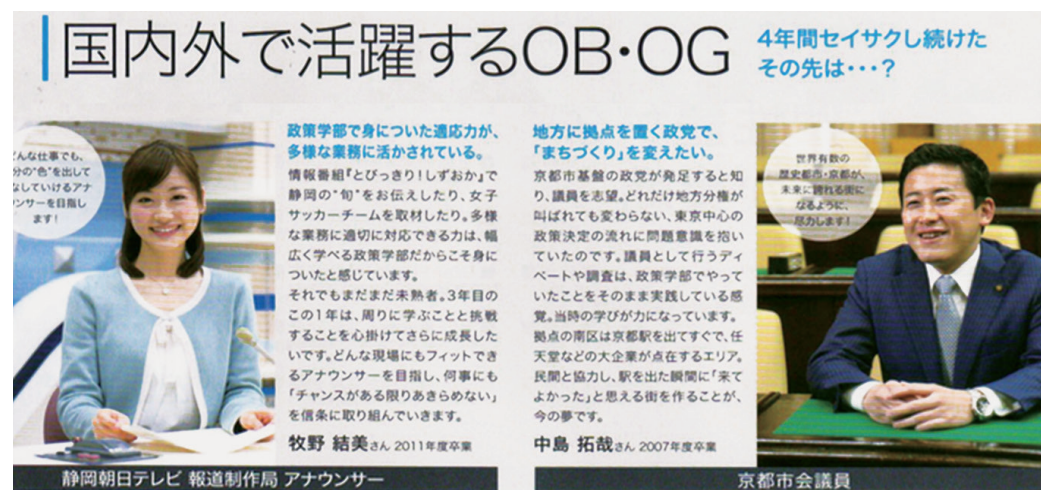 国内外で活躍するOB・OG
4年間セイサクし続けた
その先は・・・?
どんな仕事でも、
分の"色"を出して
なしていけるアナ
ウンサーを目指し
ます!
政策学部で身についた適応力が、
多様な業務に活かされている。
情報番組『とびっきり!しずおか』で
静岡の"旬"をお伝えしたり、女子
サッカーチームを取材したり。多様
な業務に適切に対応できる力は、幅
広く学べる政策学部だからこそ身に
ついたと感じています。
それでもまだまだ未熟者。3年目の
この1年は、周りに学ぶことと挑戦
することを心掛けてさらに成長した
いです。どんな現場にもフィットでき
るアナウンサーを目指し、何事にも
「チャンスがある限りあきらめない」
を信条に取り組んでいきます。
牧野 結美さん 2011年度卒業
静岡朝日テレビ 報道制作局 アナウンサー
地方に拠点を置く政党で、
「まちづくり」を変えたい。
京都市基盤の政党が発足すると知
り、議員を志望。どれだけ地方分権が
叫ばれても変わらない、東京中心の
政策決定の流れに問題意識を抱い
ていたのです。議員として行うディ
ベートや調査は、政策学部でやって
いたことをそのまま実践している感
覚。当時の学びが力になっています。
拠点の南区は京都駅を出てすぐで、任
天堂などの大企業が点在するエリア。
民間と協力し、駅を出た瞬間に「来て
よかった」と思える街を作ることが、
今の夢です。
中島 拓哉さん 2007年度卒業
世界有数の
歴史都市・京都が、
未来に誇れる街に
なるように、
尽力します!
京都市会議員